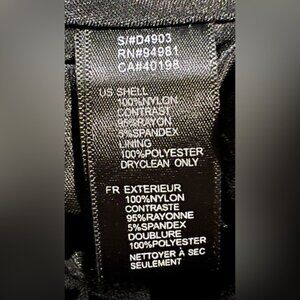 S/#D4903
RN#94981
CA#40198
US SHELL
100%NYLON
CONTRAST
95%RAYON
5%SPANDEX
LINING
100%POLYESTER
DRYCLEAN ONLY
FR EXTERIEUR
100%NYLON
CONTRASTE
95%RAYONNE
5%SPANDEX
DOUBLURE
100%POLYESTER
NETTOYER À SEC
SEULEMENT